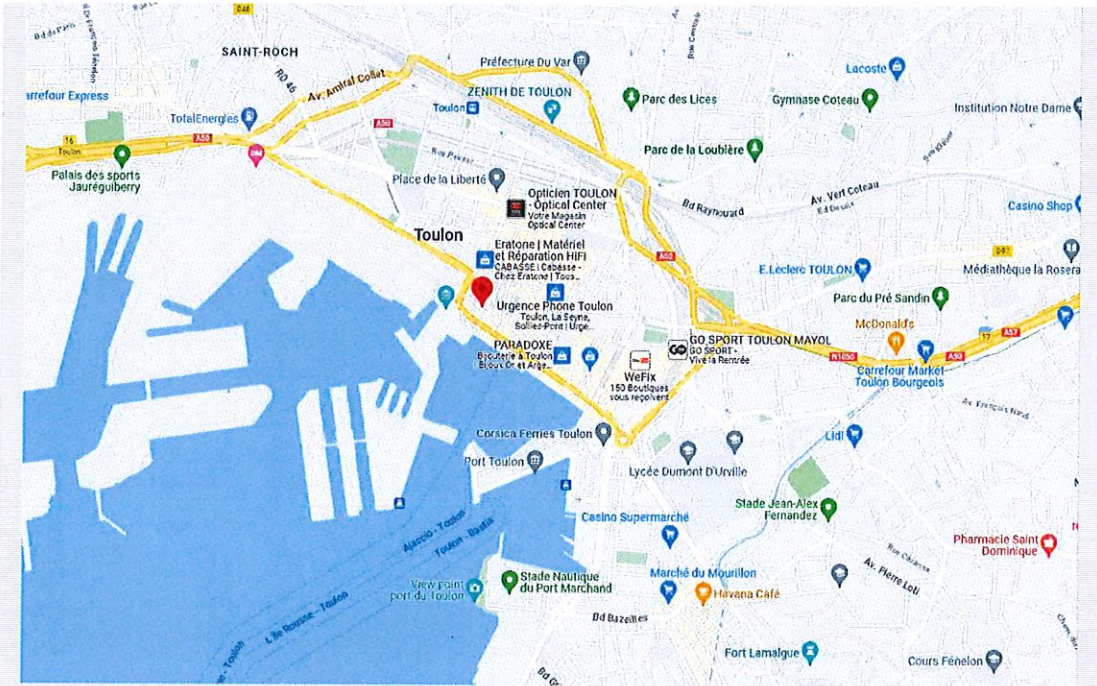 D46
Bd de Paris
SAINT-ROCH
RD 46
Av. Amiral Collet
Préfecture Du Var
Lacoste
arrefour Express
ZENITH DE TOULON
Toulon
Parc des Lices
Gymnase Coteau
Institution Notre Dame
TotalEnergies
16
Toulon
A50
A50
Palais des sports
Jauréguiberry
Parc de la Loubière
Place de la Liberté
Opticien TOULON
- Optical Center
Votre Magasin
Optical Center
Bd Raynouard
Av. Vert Coteau
Casino Shop
Toulon
Eratone | Matériel
et Réparation HIFI
CABASSE | Cabasse -
Chez Eratone | Tous...
A50
E.Leclerc TOULON
Médiathèque la Rosera
Urgence Phone Toulon
Toulon, La Seyne,
Solliès-Pont | Urge...
Parc du Pré Sandin
McDonald's
17
A57
PARADOXE
Bijouterie à Toulon
| Bijoux Or et Arge...
GO SPORT TOULON MAYOL
GO SPORT -
Vive la Rentrée
N1050
A50
WeFix
150 Boutiques
vous reçoivent
Carrefour Market
Toulon Bourgeois
Corsica Ferries Toulon
Lidl
Port Toulon
Lycée Dumont D'Urville
Stade Jean-Alex
Fernandez
Casino Supermarché
Ajaccio - Toulon
Toulon - Bastia
Pharmacie Saint
Dominique
Av. Pierre Loti
View point
port du Toulon
Stade Nautique
du Port Marchand
Marché du Mourillon
Havana Café
L'Île Rousse - Toulon
Bd Bazeilles
Fort Lamalgue
Cours Fénelon